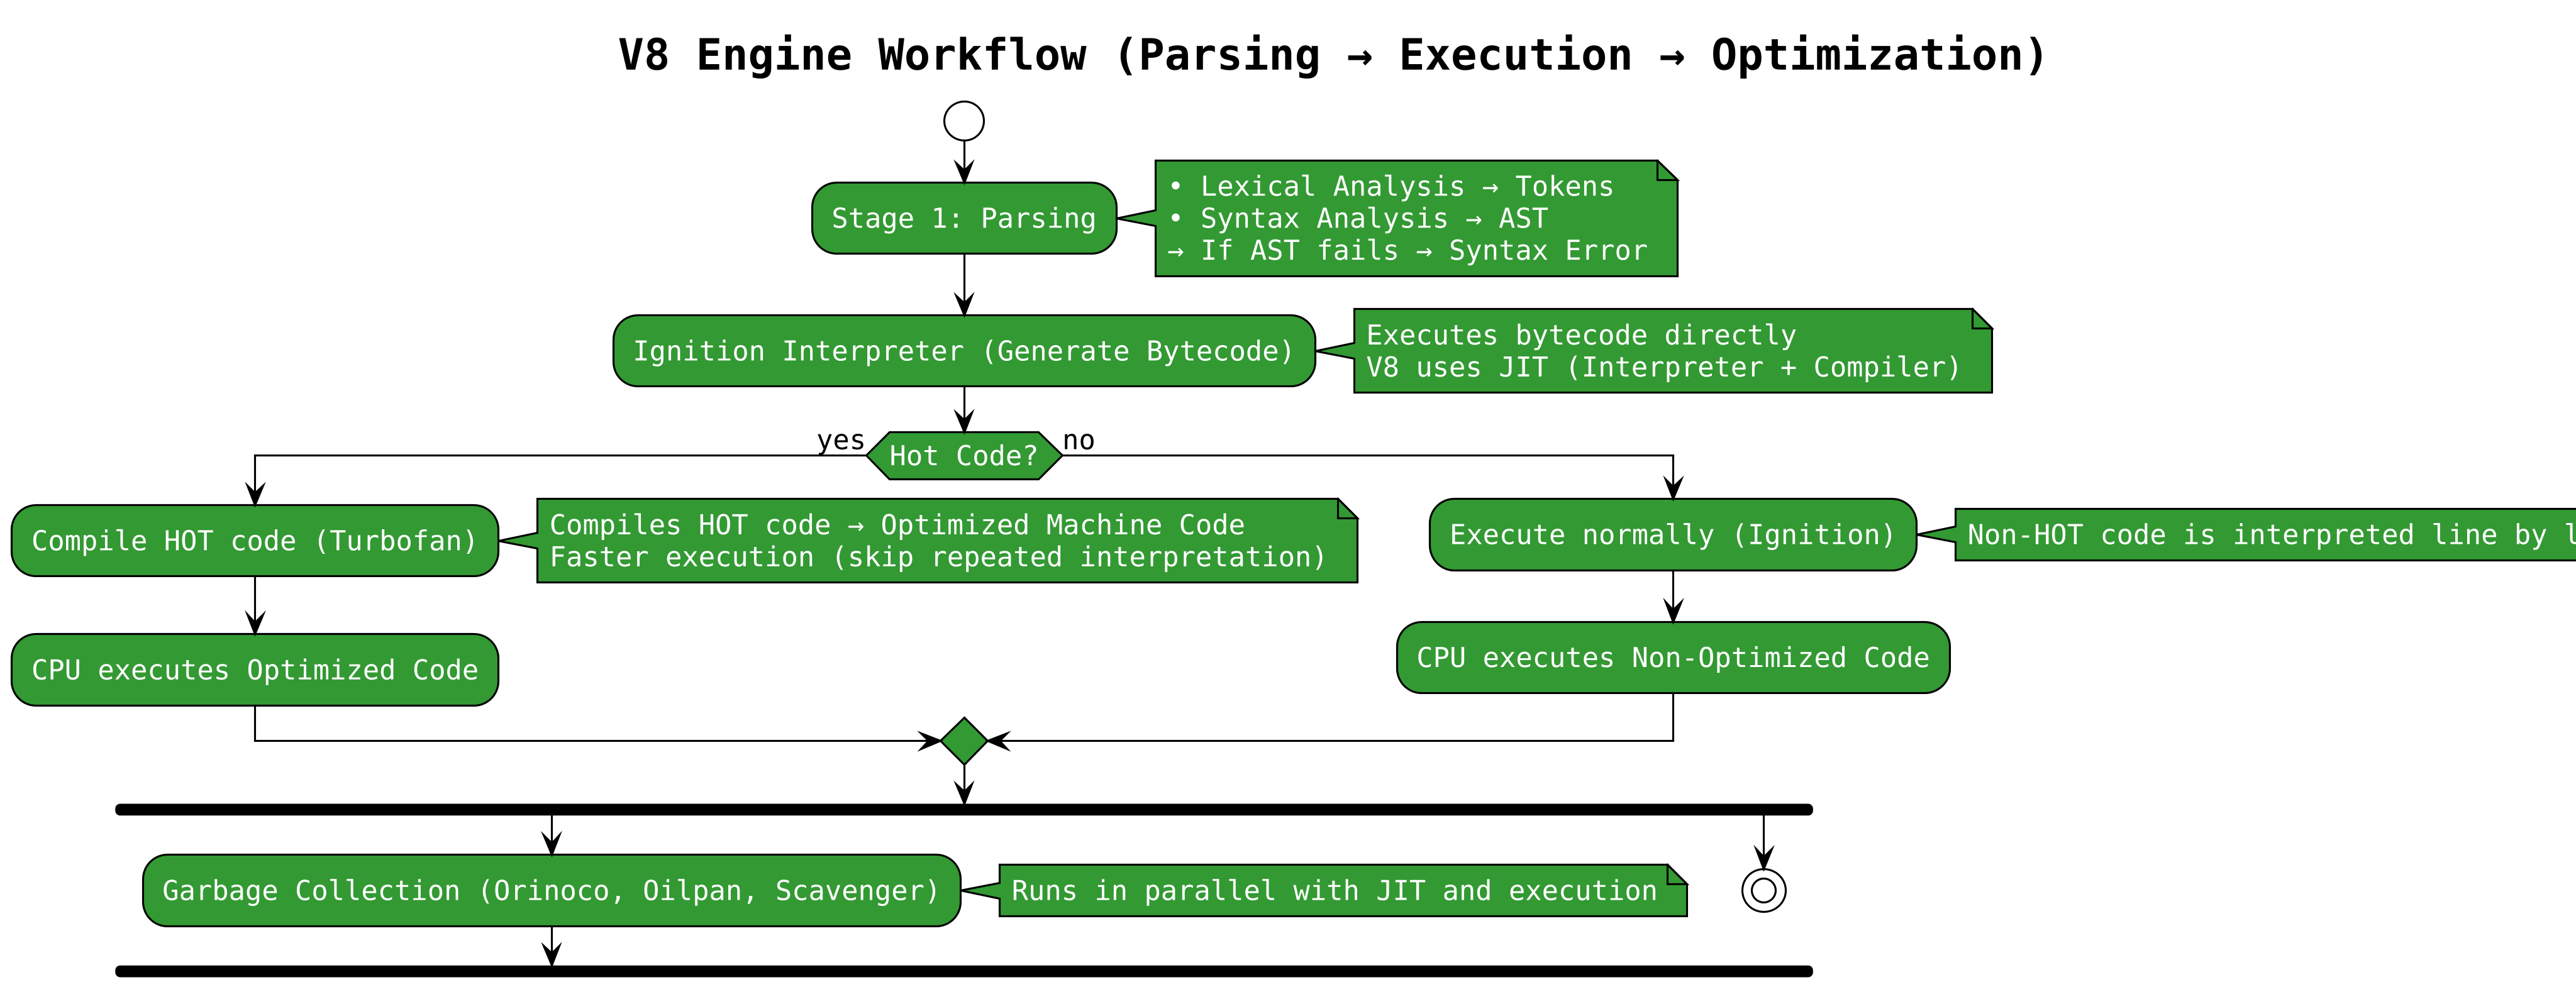 V8 Engine Workflow (Parsing → Execution → Optimization)
Stage 1: Parsing
• Lexical Analysis → Tokens
• Syntax Analysis → AST
→ If AST fails → Syntax Error
Ignition Interpreter (Generate Bytecode)
Executes bytecode directly
V8 uses JIT (Interpreter + Compiler)
yes
Hot Code?
no
Compile HOT code (Turbofan)
Compiles HOT code → Optimized Machine Code
Faster execution (skip repeated interpretation)
Execute normally (Ignition)
Non-HOT code is interpreted line by
CPU executes Optimized Code
CPU executes Non-Optimized Code
Garbage Collection (Orinoco, Oilpan, Scavenger)
Runs in parallel with JIT and execution